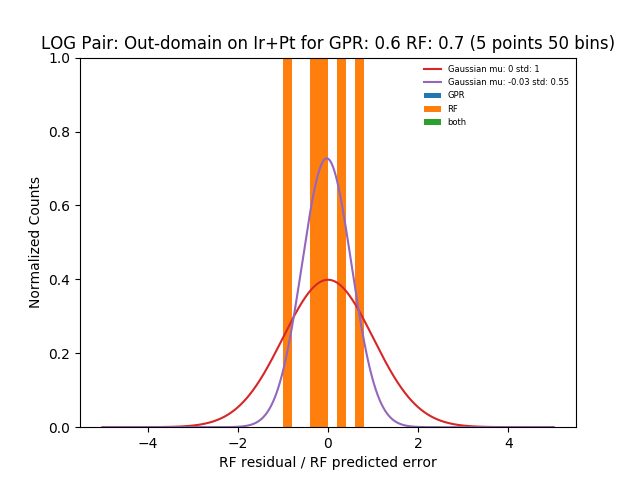 LOG Pair: Out-domain on Ir+Pt for GPR: 0.6 RF: 0.7 (5 points 50 bins)
Gaussian mu: 0 std: 1
Gaussian mu: -0.03 std: 0.55
GPR
RF
both
Normalized Counts
1.0
0.8
0.6
0.4
0.2
0.0
−4 −2 0 2 4
RF residual / RF predicted error